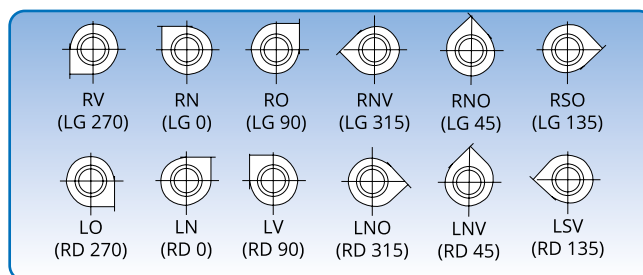 RV RN RO RNV RNO RSO
(LG 270) (LG 0) (LG 90) (LG 315) (LG 45) (LG 135)
LO LN LV LNO LNV LSV
(RD 270) (RD 0) (RD 90) (RD 315) (RD 45) (RD 135)